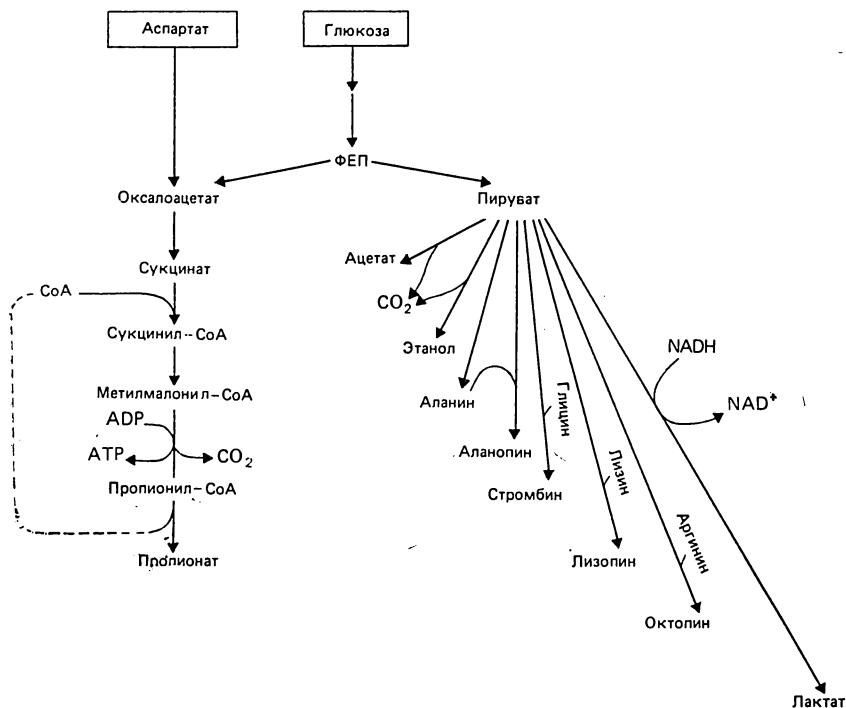 Аспартат
Глюкоза
ФЕП
Оксалоацетат
Пируват
Ацетат
Сукцинат
CoA
CO₂
Сукцинил-CoA
Этанол
NADH
Метилмалонил-CoA
Аланин
Глицин
NAD⁺
ADP
ATP
CO₂
Аланопин
Лизин
Пропионил-CoA
Стромбин
Аргинин
Пропионат
Лизопин
Октопин
Лактат